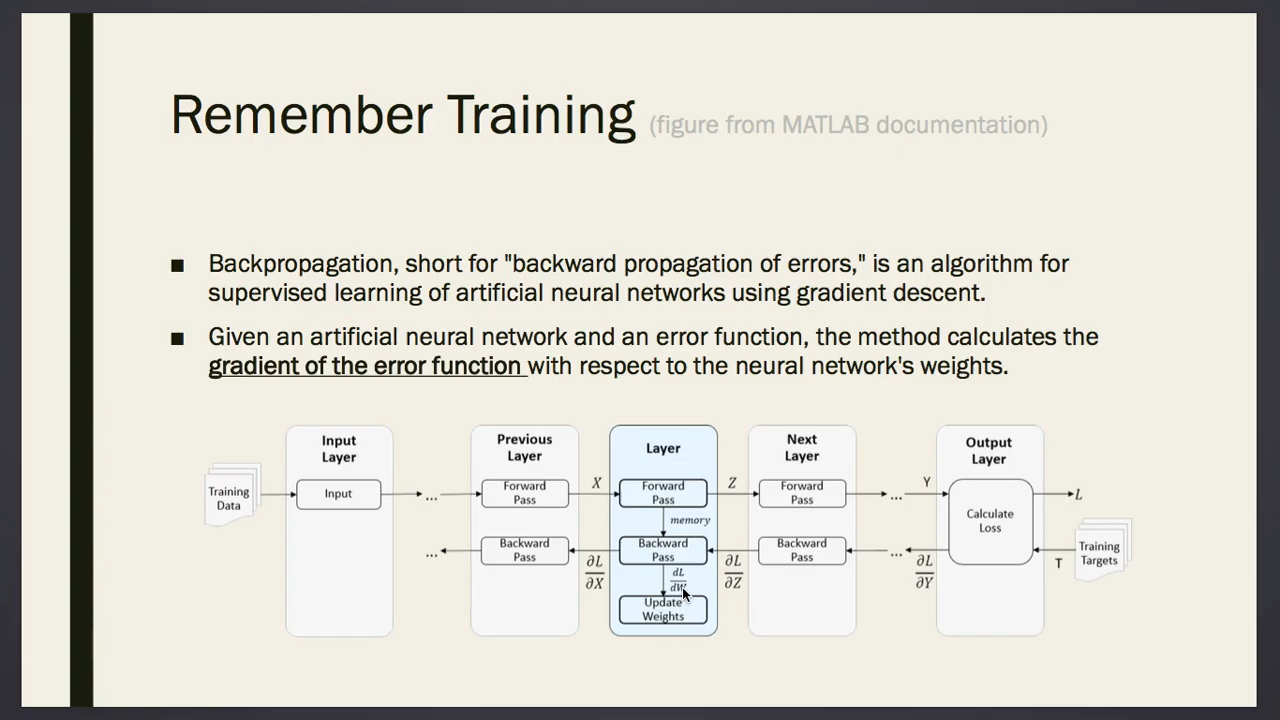 Remember Training (figure from MATLAB documentation)
■ Backpropagation, short for "backward propagation of errors," is an algorithm for
supervised learning of artificial neural networks using gradient descent.
■ Given an artificial neural network and an error function, the method calculates the
gradient of the error function with respect to the neural network's weights.
Input
Layer
Previous
Layer
Layer
Next
Layer
Output
Layer
Training
Data
Input
...
Forward
Pass
X
Forward
Pass
Z
Forward
Pass
...
Y
Calculate
Loss
L
memory
...
Backward
Pass
∂L
∂X
Backward
Pass
∂L
∂Z
Backward
Pass
...
∂L
∂Y
T
Training
Targets
dL
dW
Update
Weights